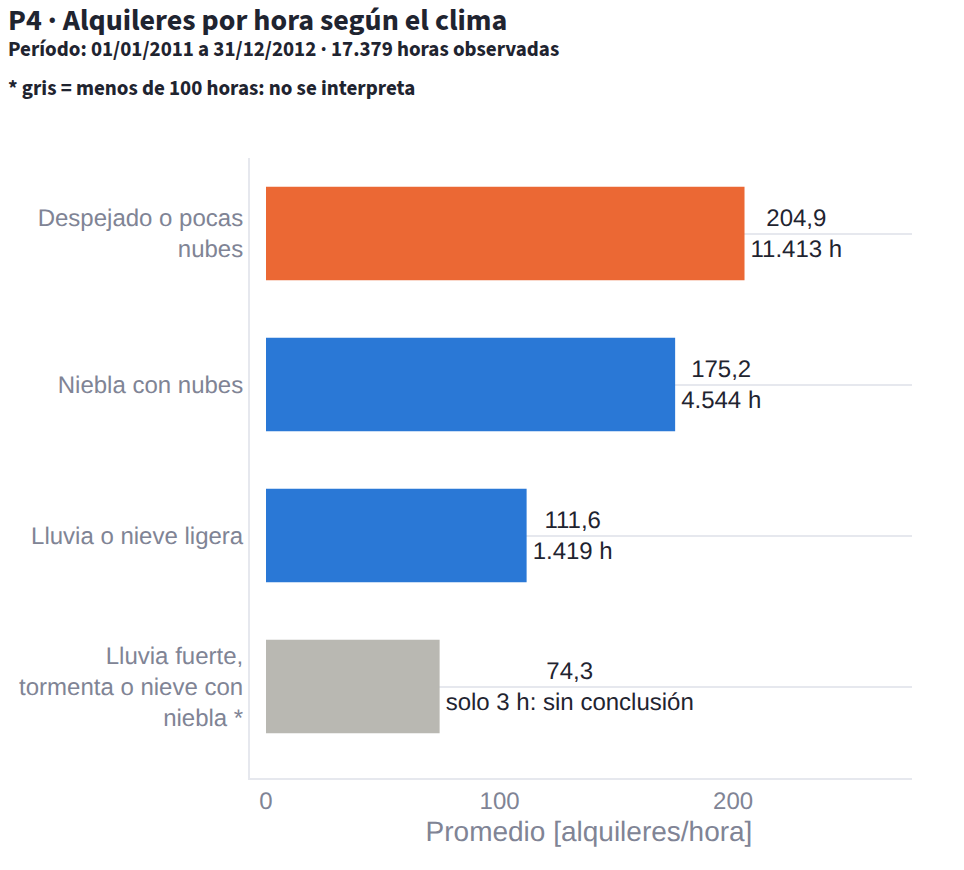 P4 · Alquileres por hora según el clima
Período: 01/01/2011 a 31/12/2012 · 17.379 horas observadas
* gris = menos de 100 horas: no se interpreta
Despejado o pocas
nubes
204,9
11.413 h
Niebla con nubes
175,2
4.544 h
Lluvia o nieve ligera
111,6
1.419 h
Lluvia fuerte,
tormenta o nieve con
niebla *
74,3
solo 3 h: sin conclusión
0 100 200
Promedio [alquileres/hora]